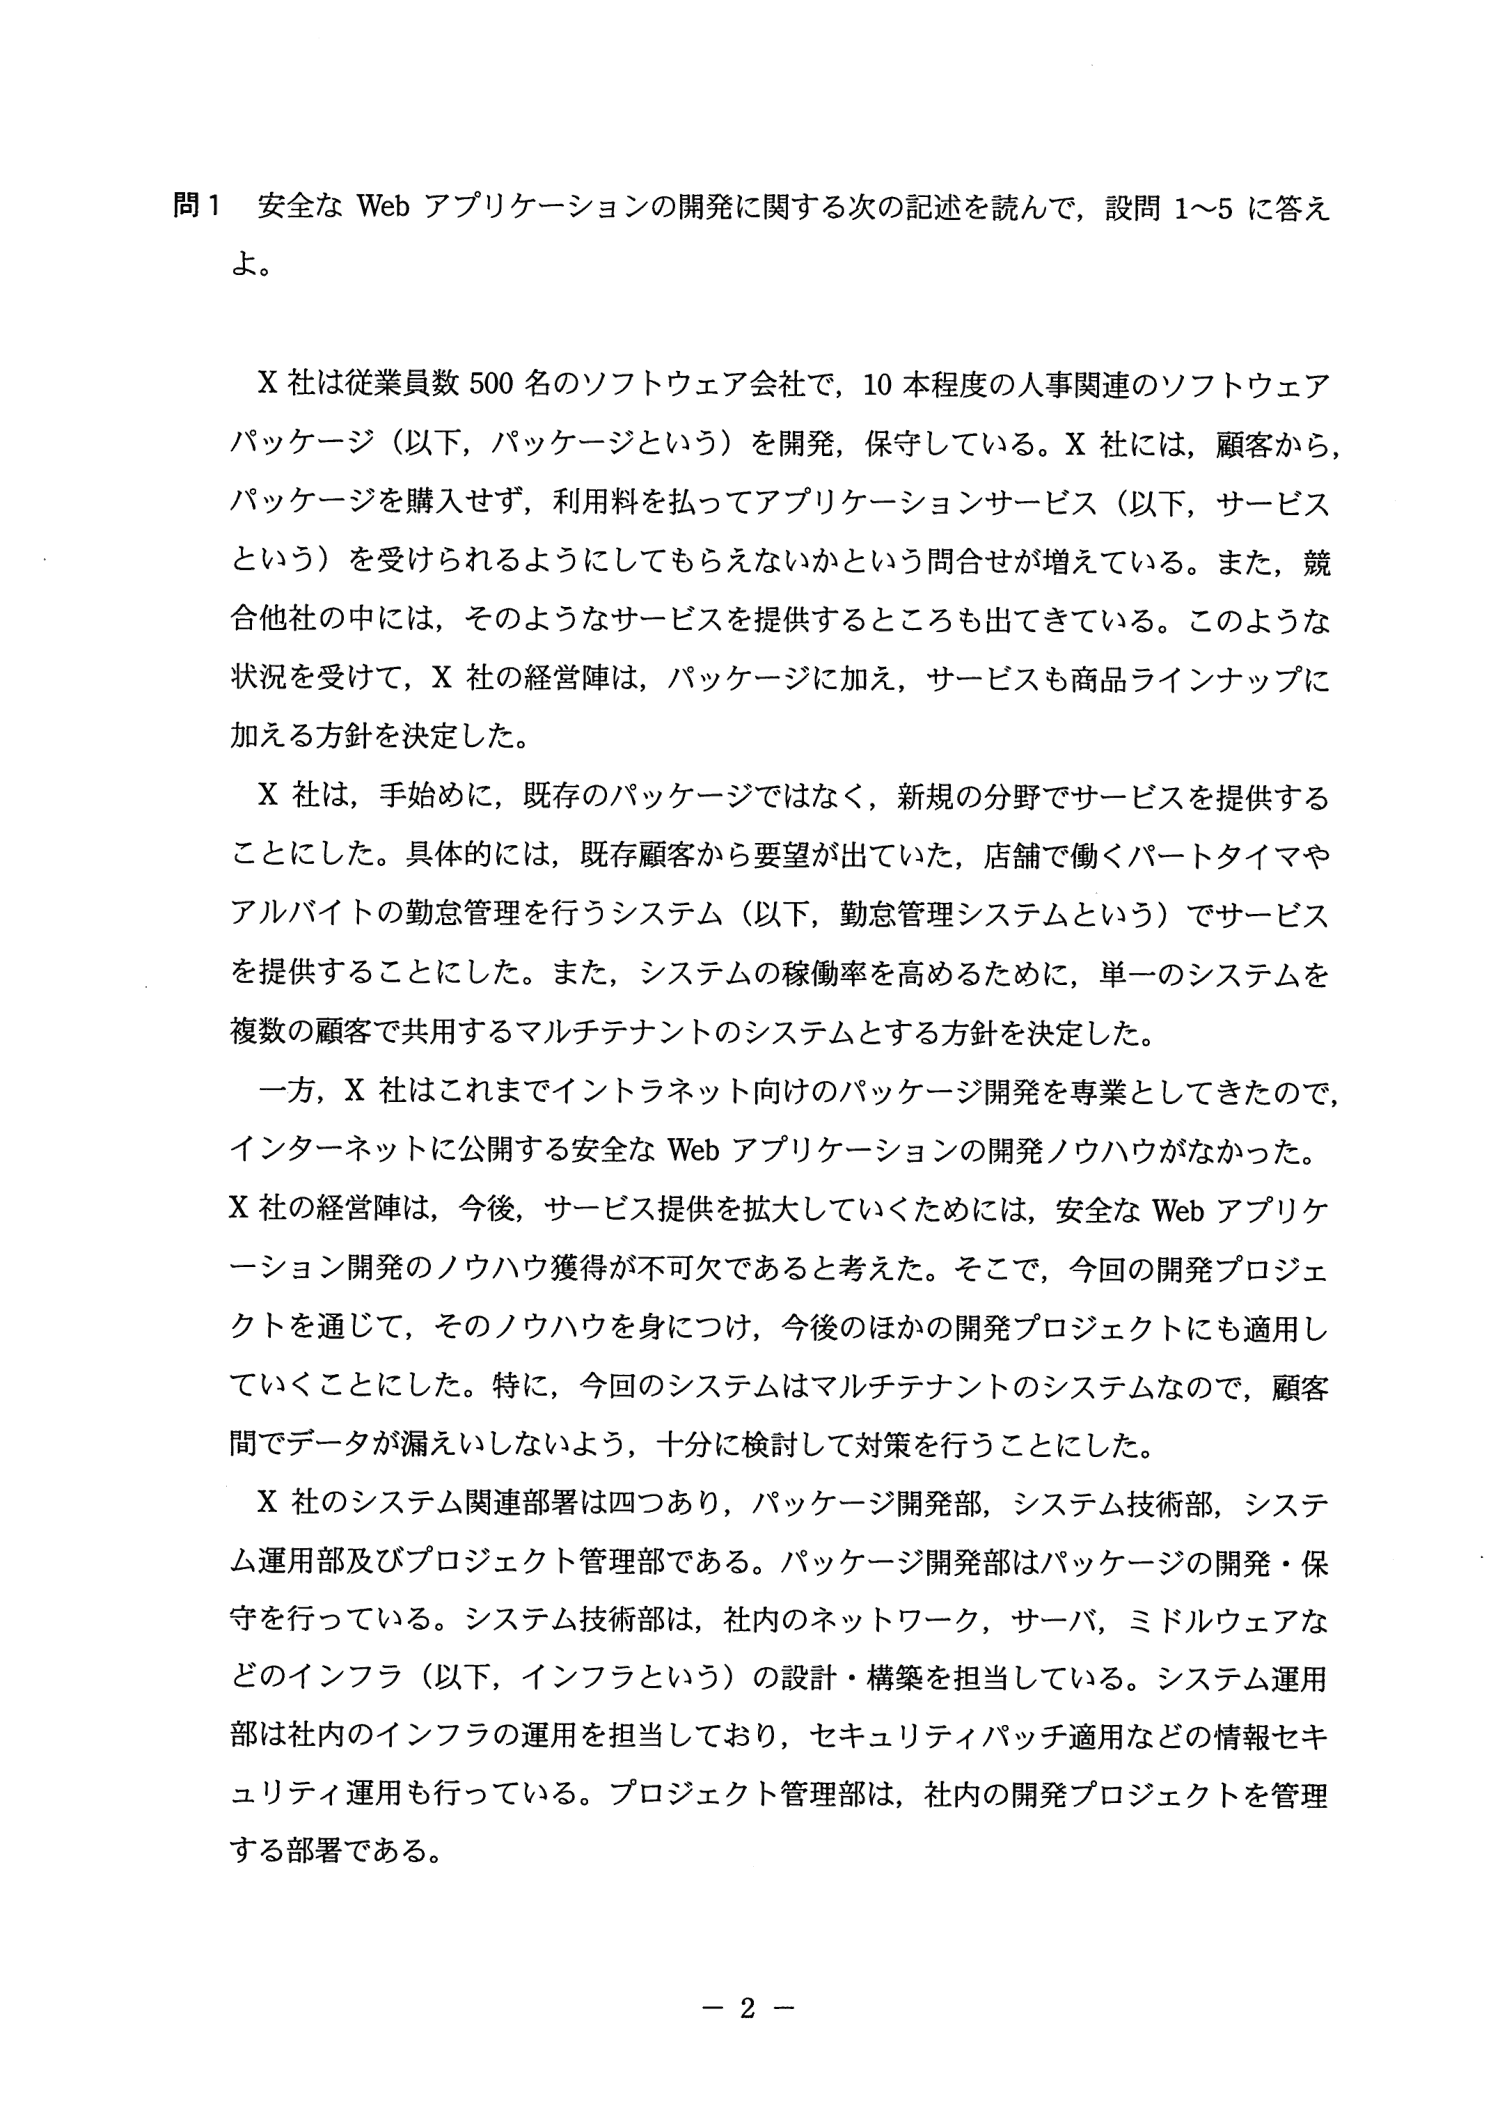 問1　安全な Web アプリケーションの開発に関する次の記述を読んで，設問 1～5 に答え
よ。
X 社は従業員数 500 名のソフトウェア会社で，10 本程度の人事関連のソフトウェア
パッケージ（以下，パッケージという）を開発，保守している。X 社には，顧客から，
パッケージを購入せず，利用料を払ってアプリケーションサービス（以下，サービス
という）を受けられるようにしてもらえないかという問合せが増えている。また，競
合他社の中には，そのようなサービスを提供するところも出てきている。このような
状況を受けて，X 社の経営陣は，パッケージに加え，サービスも商品ラインナップに
加える方針を決定した。
X 社は，手始めに，既存のパッケージではなく，新規の分野でサービスを提供する
ことにした。具体的には，既存顧客から要望が出ていた，店舗で働くパートタイマや
アルバイトの勤怠管理を行うシステム（以下，勤怠管理システムという）でサービス
を提供することにした。また，システムの稼働率を高めるために，単一のシステムを
複数の顧客で共用するマルチテナントのシステムとする方針を決定した。
一方，X 社はこれまでイントラネット向けのパッケージ開発を専業としてきたので，
インターネットに公開する安全な Web アプリケーションの開発ノウハウがなかった。
X 社の経営陣は，今後，サービス提供を拡大していくためには，安全な Web アプリケ
ーション開発のノウハウ獲得が不可欠であると考えた。そこで，今回の開発プロジェ
クトを通じて，そのノウハウを身につけ，今後のほかの開発プロジェクトにも適用し
ていくことにした。特に，今回のシステムはマルチテナントのシステムなので，顧客
間でデータが漏えいしないよう，十分に検討して対策を行うことにした。
X 社のシステム関連部署は四つあり，パッケージ開発部，システム技術部，システ
ム運用部及びプロジェクト管理部である。パッケージ開発部はパッケージの開発・保
守を行っている。システム技術部は，社内のネットワーク，サーバ，ミドルウェアな
どのインフラ（以下，インフラという）の設計・構築を担当している。システム運用
部は社内のインフラの運用を担当しており，セキュリティパッチ適用などの情報セキ
ュリティ運用も行っている。プロジェクト管理部は，社内の開発プロジェクトを管理
する部署である。
－ 2 －